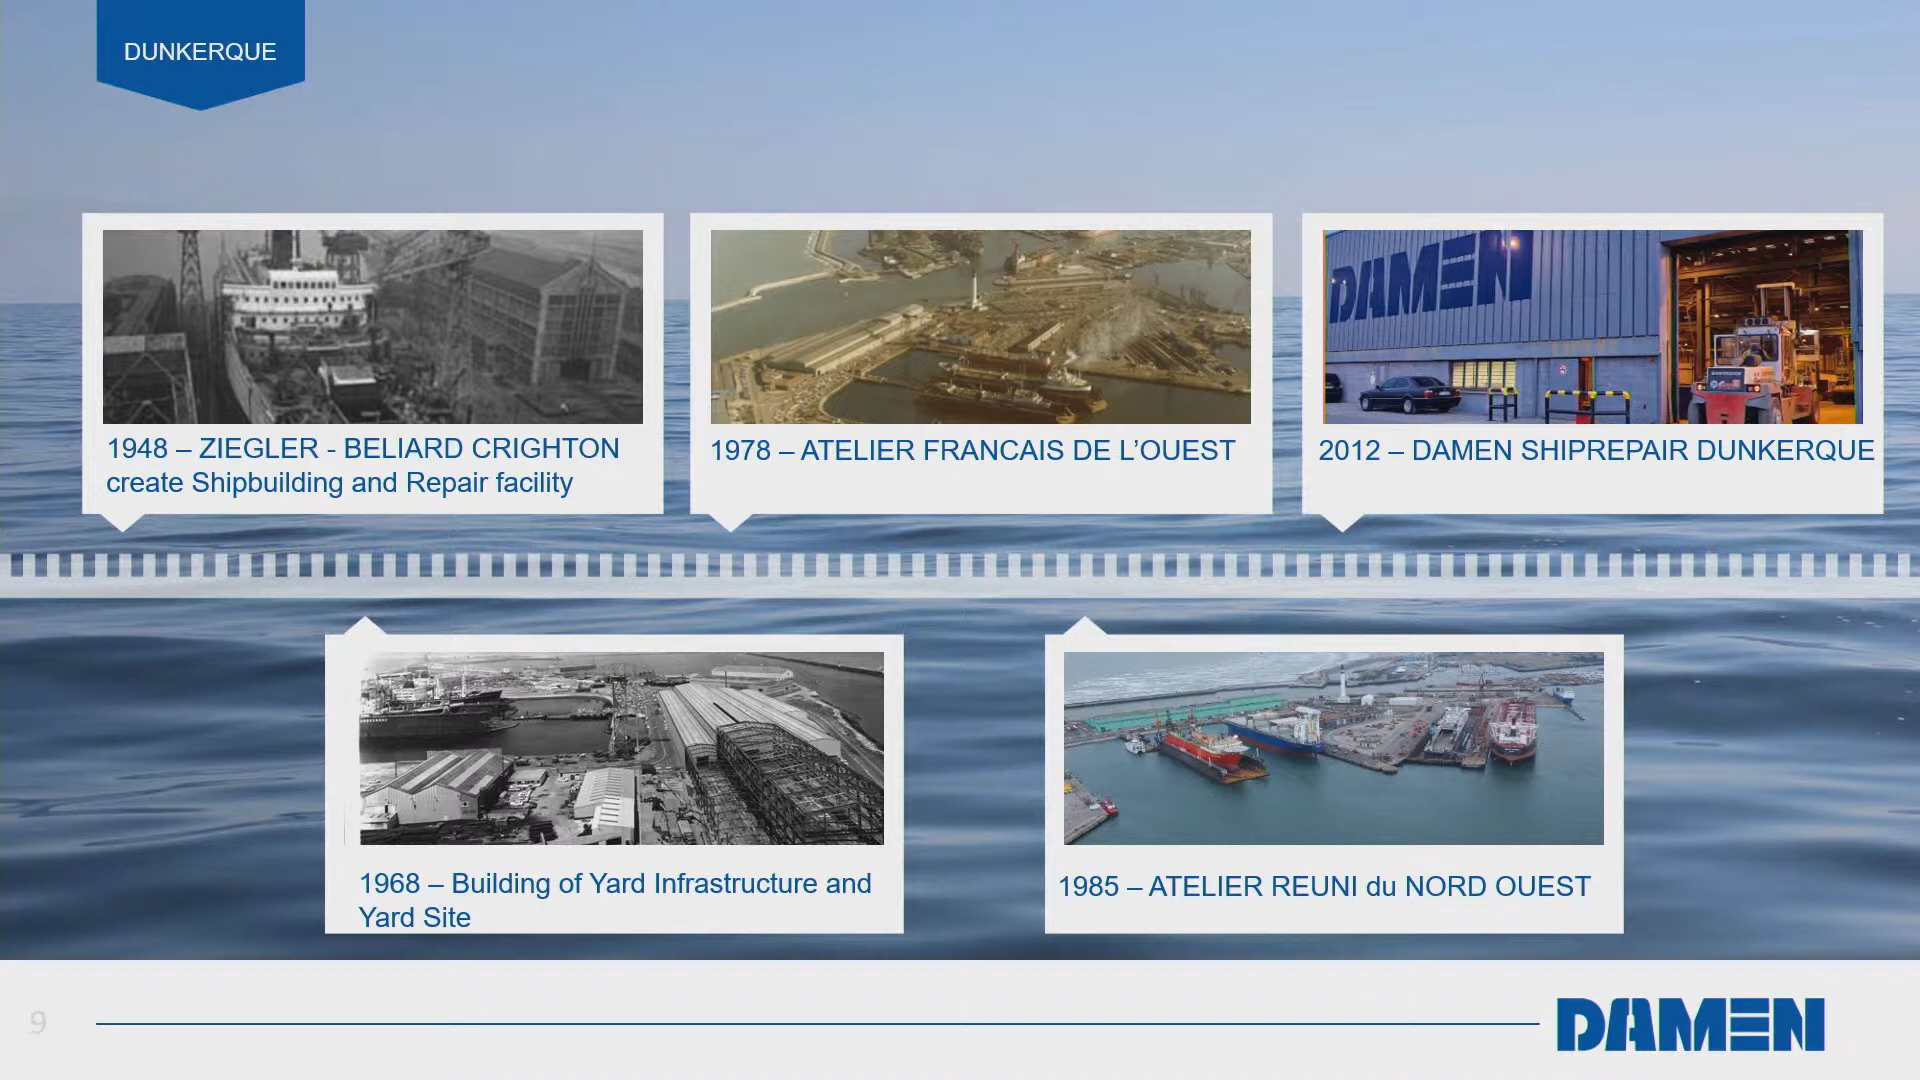 DUNKERQUE
DAMEN
1948 – ZIEGLER - BELIARD CRIGHTON
create Shipbuilding and Repair facility
1978 – ATELIER FRANCAIS DE L’OUEST
2012 – DAMEN SHIPREPAIR DUNKERQUE
1968 – Building of Yard Infrastructure and
Yard Site
1985 – ATELIER REUNI du NORD OUEST
9
DAMEN